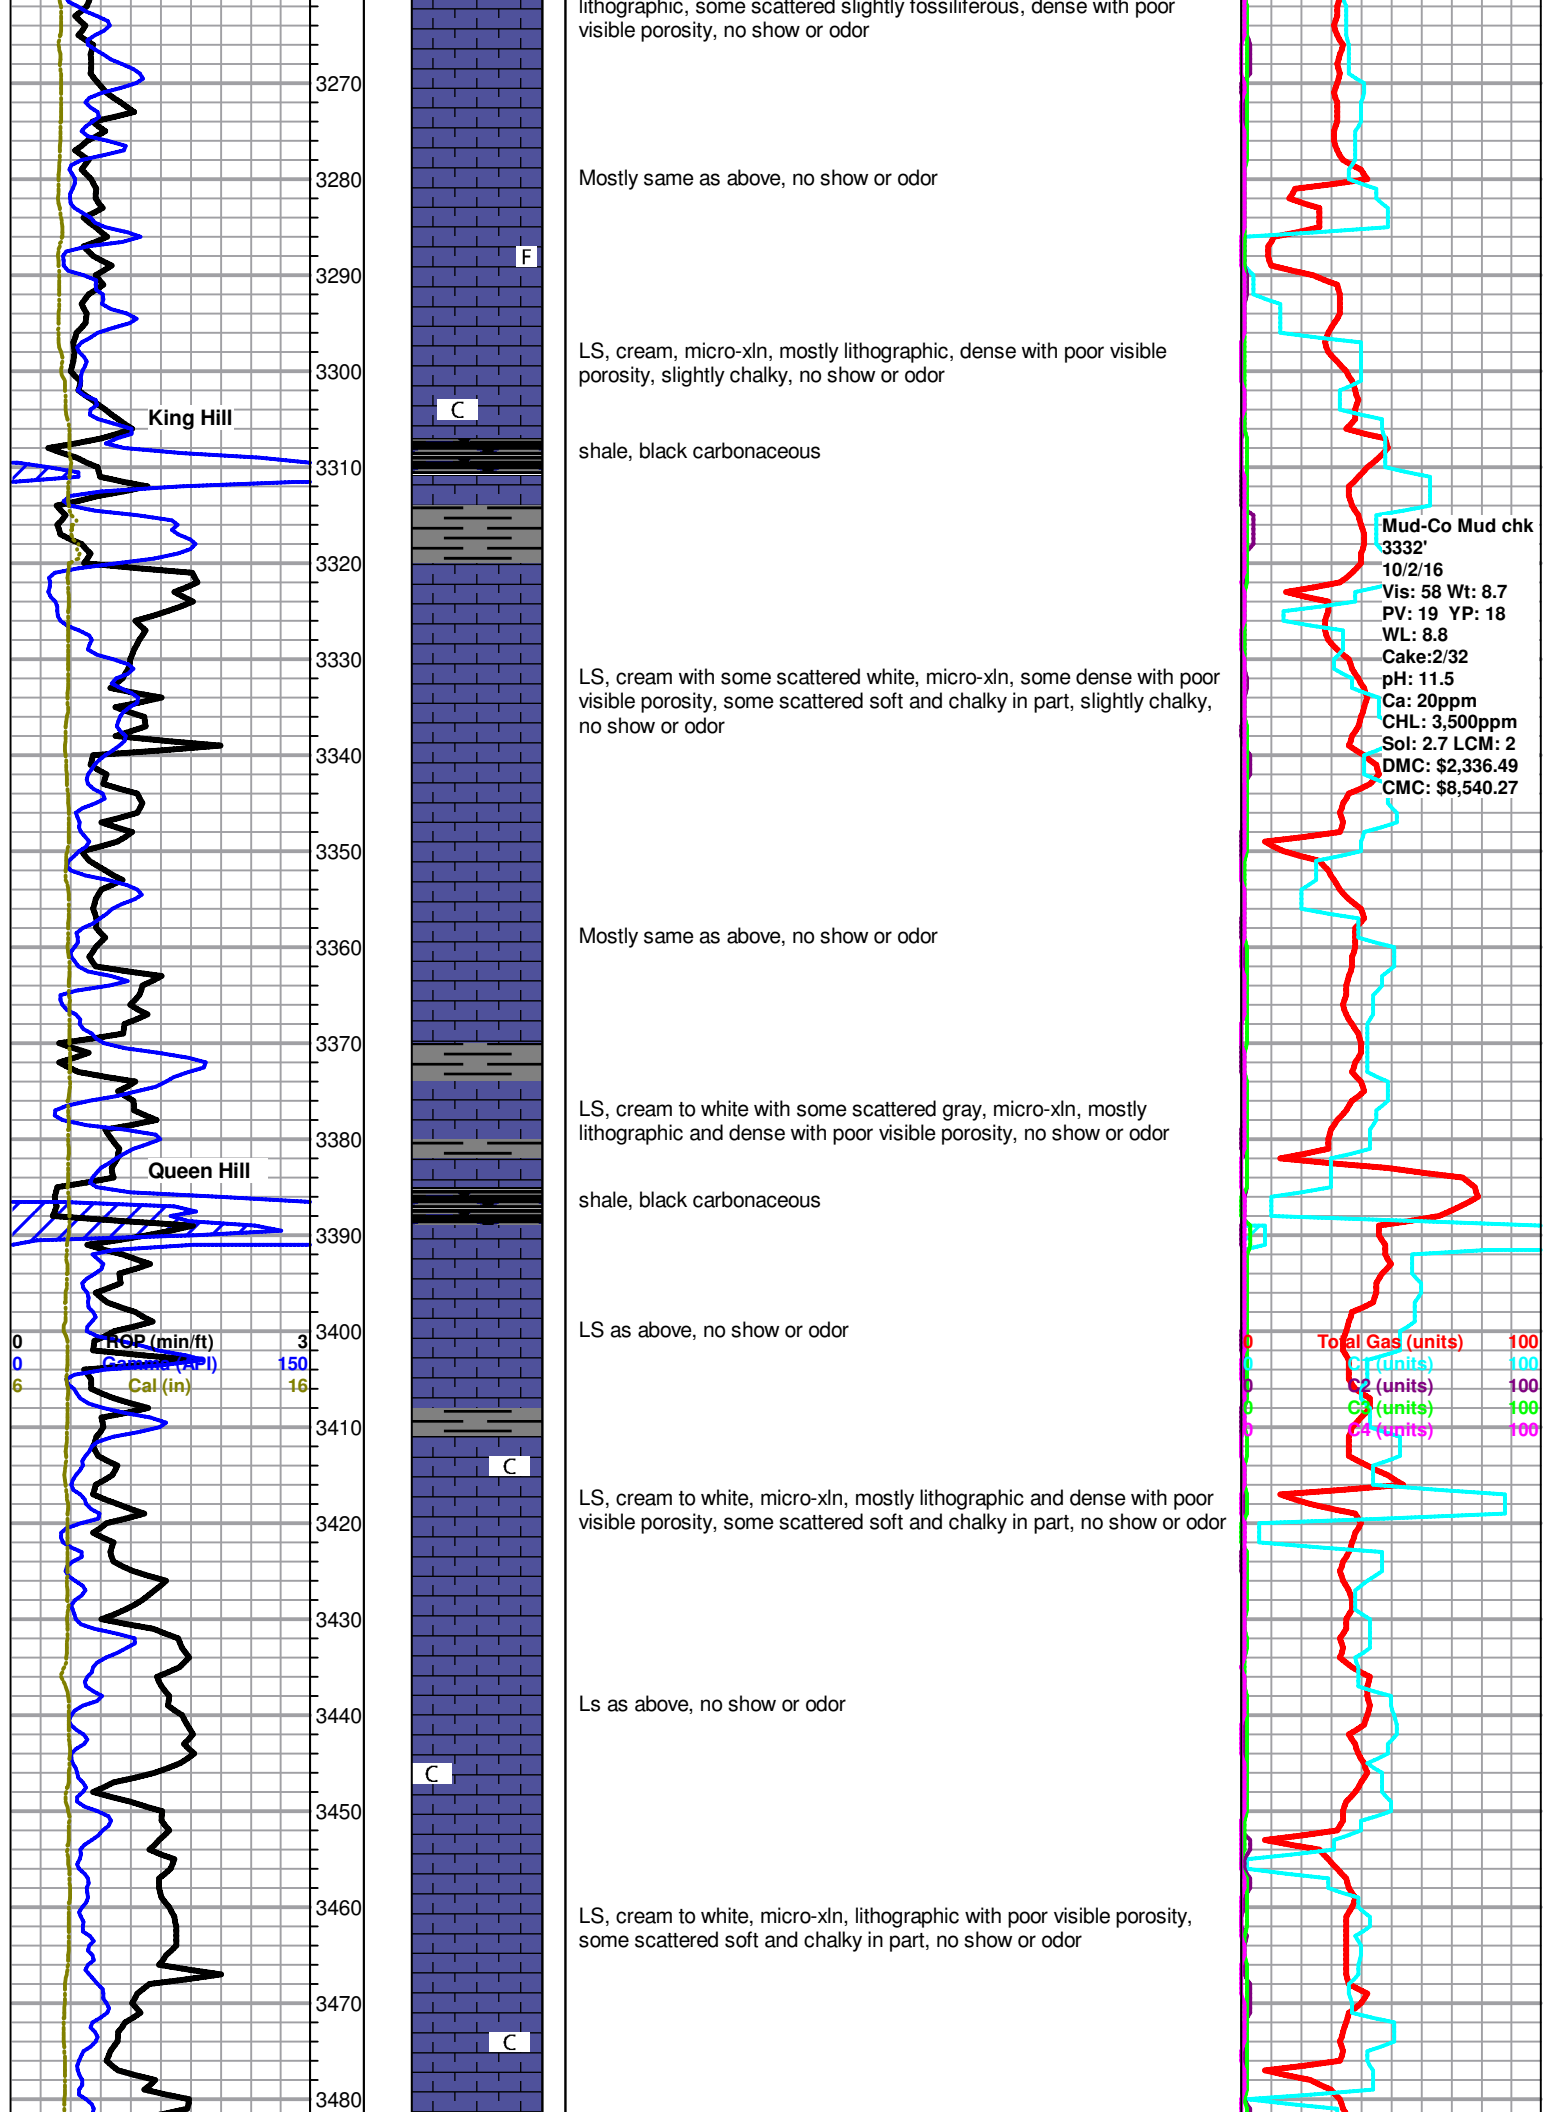 lithographic, some scattered slightly fossiliferous, dense with poor
visible porosity, no show or odor
3270
Mostly same as above, no show or odor
3280
F
3290
LS, cream, micro-xln, mostly lithographic, dense with poor visible
porosity, slightly chalky, no show or odor
3300
C
King Hill
shale, black carbonaceous
3310
Mud-Co Mud chk
3332'
10/2/16
Vis: 58 Wt: 8.7
PV: 19 YP: 18
WL: 8.8
Cake:2/32
pH: 11.5
Ca: 20ppm
CHL: 3,500ppm
Sol: 2.7 LCM: 2
DMC: $2,336.49
CMC: $8,540.27
3320
3330
LS, cream with some scattered white, micro-xln, some dense with poor
visible porosity, some scattered soft and chalky in part, slightly chalky,
no show or odor
3340
3350
Mostly same as above, no show or odor
3360
3370
LS, cream to white with some scattered gray, micro-xln, mostly
lithographic and dense with poor visible porosity, no show or odor
3380
Queen Hill
shale, black carbonaceous
3390
LS as above, no show or odor
3400
0 ROP (min/ft) 3
0 Gamma (API) 150
6 Cal (in) 16
0 Total Gas (units) 100
0 C1 (units) 100
0 C2 (units) 100
0 C3 (units) 100
0 C4 (units) 100
3410
C
LS, cream to white, micro-xln, mostly lithographic and dense with poor
visible porosity, some scattered soft and chalky in part, no show or odor
3420
3430
Ls as above, no show or odor
3440
C
3450
3460
LS, cream to white, micro-xln, lithographic with poor visible porosity,
some scattered soft and chalky in part, no show or odor
3470
C
3480